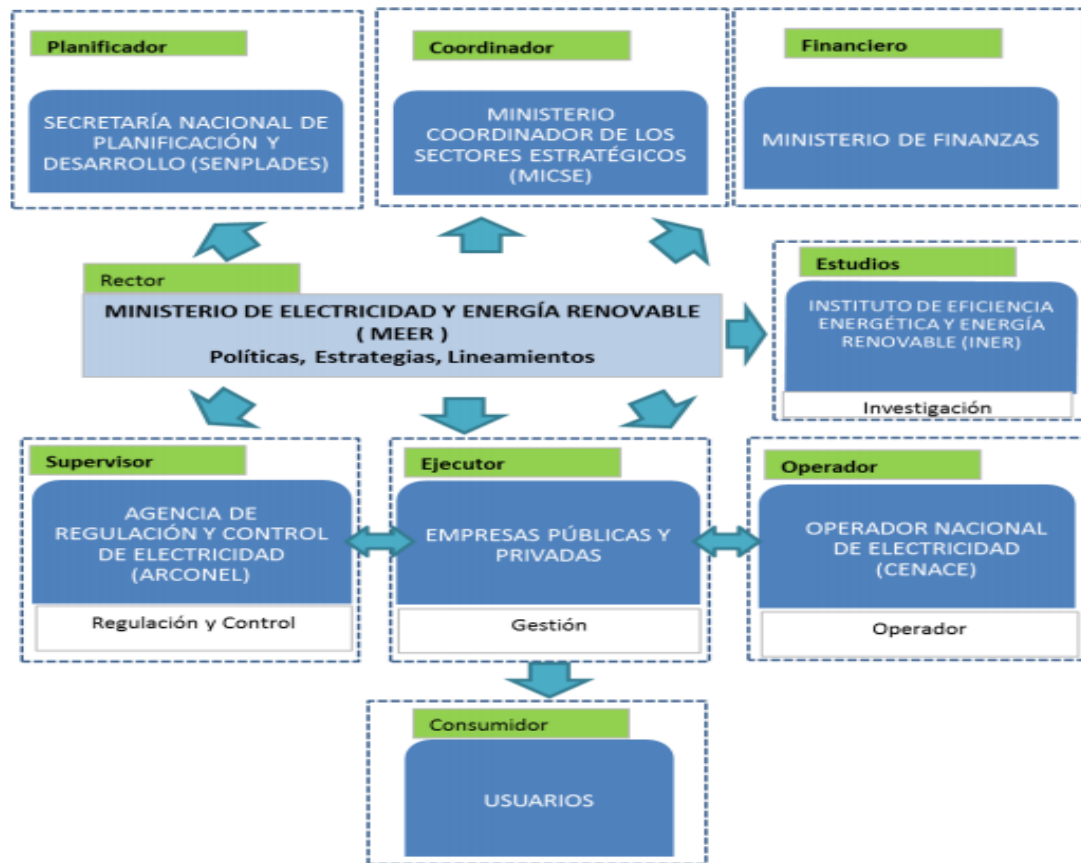 Planificador
SECRETARÍA NACIONAL DE
PLANIFICACIÓN Y
DESARROLLO (SENPLADES)
Coordinador
MINISTERIO
COORDINADOR DE LOS
SECTORES ESTRATÉGICOS
(MICSE)
Financiero
MINISTERIO DE FINANZAS
Rector
MINISTERIO DE ELECTRICIDAD Y ENERGÍA RENOVABLE
( MEER )
Políticas, Estrategias, Lineamientos
Estudios
INSTITUTO DE EFICIENCIA
ENERGÉTICA Y ENERGÍA
RENOVABLE (INER)
Investigación
Supervisor
AGENCIA DE
REGULACIÓN Y CONTROL
DE ELECTRICIDAD
(ARCONEL)
Regulación y Control
Ejecutor
EMPRESAS PÚBLICAS Y
PRIVADAS
Gestión
Operador
OPERADOR NACIONAL
DE ELECTRICIDAD
(CENACE)
Operador
Consumidor
USUARIOS